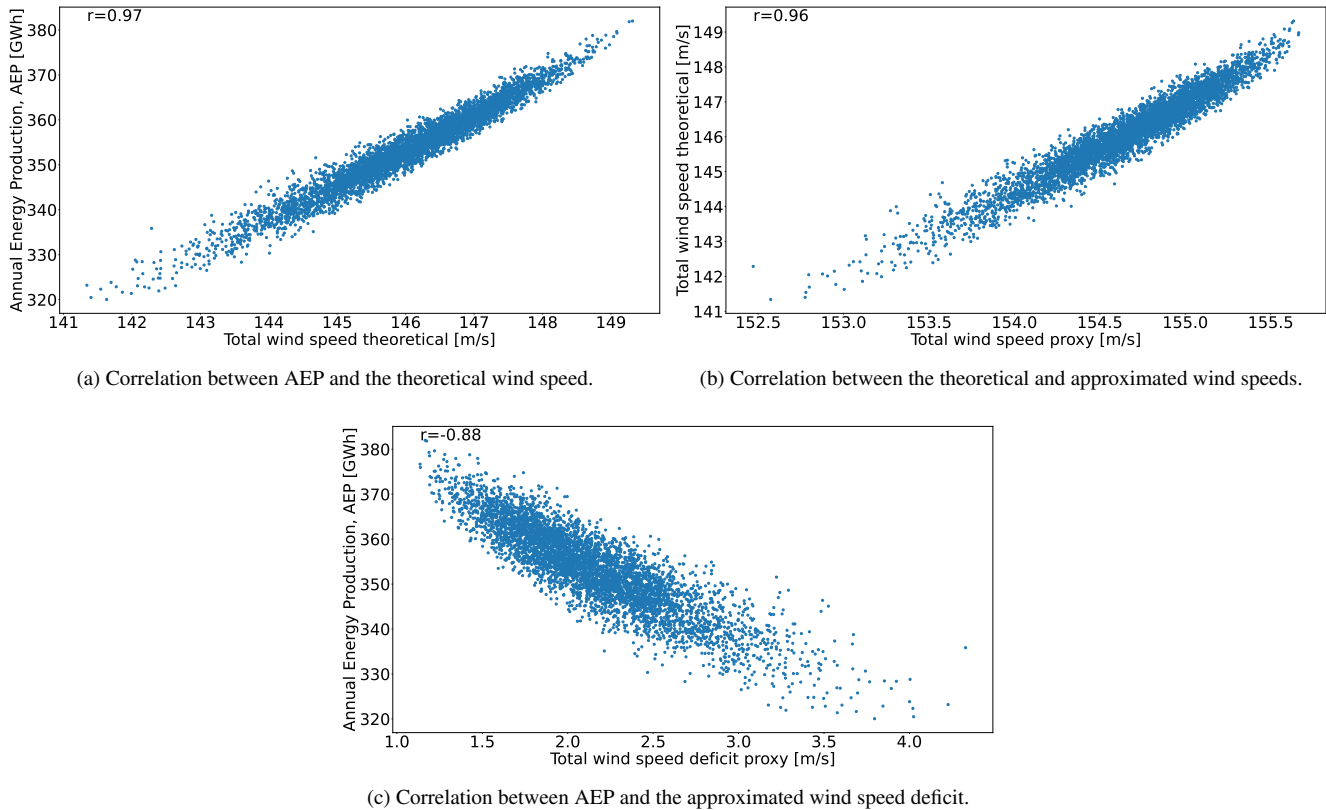 r=0.97
Annual Energy Production, AEP [GWh]
380
370
360
350
340
330
320
141 142 143 144 145 146 147 148 149
Total wind speed theoretical [m/s]
(a) Correlation between AEP and the theoretical wind speed.
r=0.96
Total wind speed theoretical [m/s]
149
148
147
146
145
144
143
142
141
152.5 153.0 153.5 154.0 154.5 155.0 155.5
Total wind speed proxy [m/s]
(b) Correlation between the theoretical and approximated wind speeds.
r=-0.88
Annual Energy Production, AEP [GWh]
380
370
360
350
340
330
320
1.0 1.5 2.0 2.5 3.0 3.5 4.0
Total wind speed deficit proxy [m/s]
(c) Correlation between AEP and the approximated wind speed deficit.